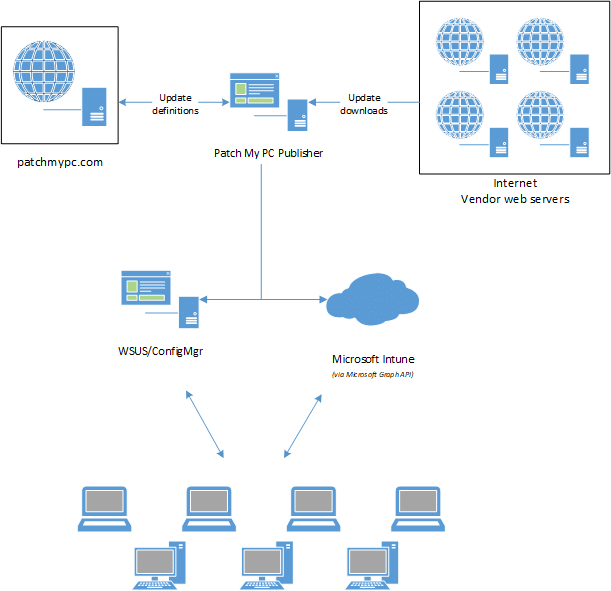 Update
definitions
Update
downloads
patchmypc.com
Patch My PC Publisher
Internet
Vendor web servers
WSUS/ConfigMgr
Microsoft Intune
(via Microsoft Graph API)